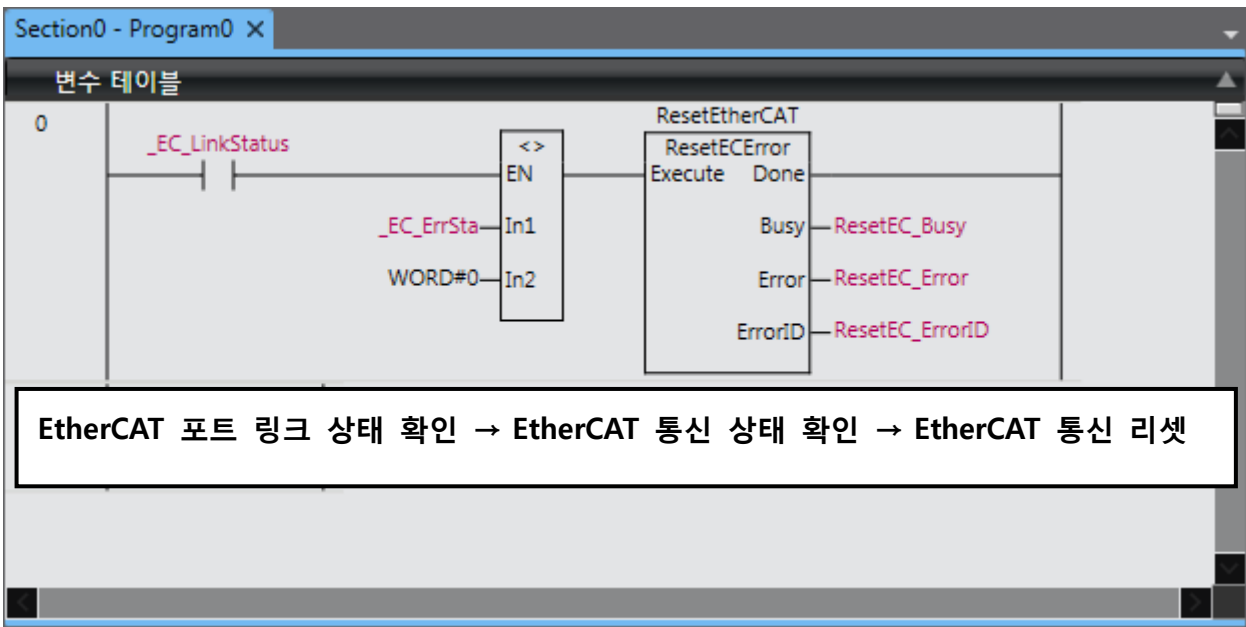 Section0 - Program0 ×
변수 테이블
0
_EC_LinkStatus
<>
EN
_EC_ErrSta
In1
WORD#0
In2
ResetEtherCAT
ResetECError
Execute Done
Busy ResetEC_Busy
Error ResetEC_Error
ErrorID ResetEC_ErrorID
EtherCAT 포트 링크 상태 확인 → EtherCAT 통신 상태 확인 → EtherCAT 통신 리셋